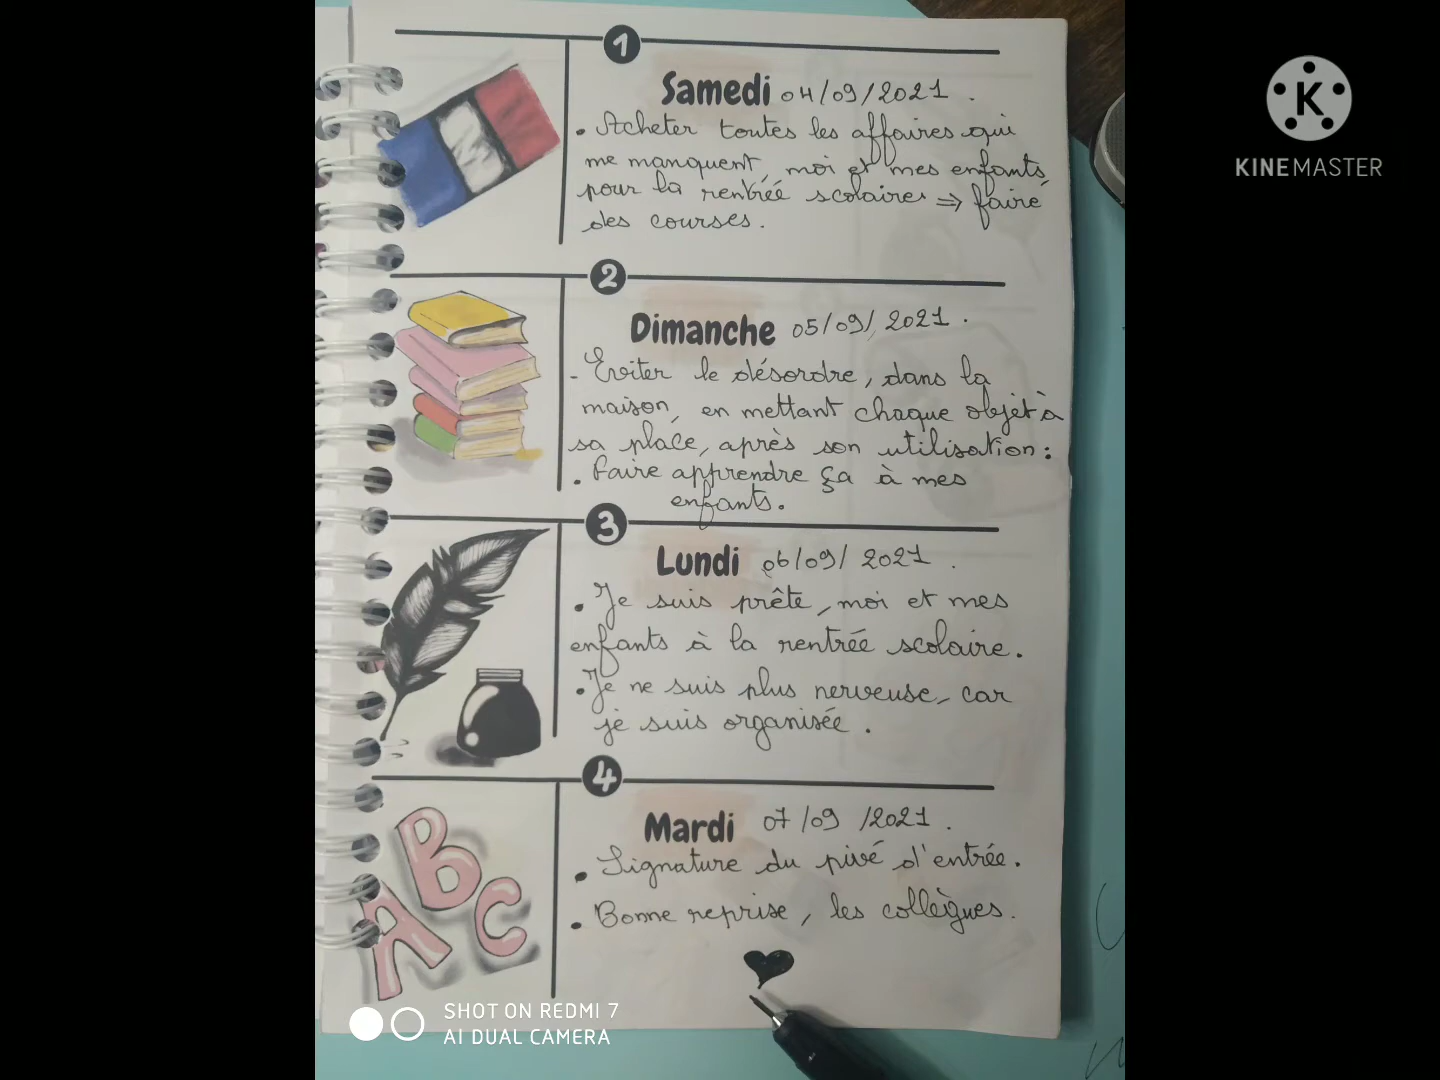 1
Samedi 04/09/2021.
• Acheter toutes les affaires qui
me manquent, moi et mes enfants,
pour la rentrée scolaires ⇒ faire
des courses.
2
Dimanche 05/09/2021.
- Eviter le désordre, dans la
maison, en mettant chaque objet à
sa place, après son utilisation:
• Faire apprendre ça à mes
enfants.
3
Lundi 06/09/2021.
• Je suis prête, moi et mes
enfants à la rentrée scolaire.
• Je ne suis plus nerveuse, car
je suis organisée.
4
Mardi 07/09/2021.
• Signature du pivé d'entrée.
• Bonne reprise, les collègues.
A B C
SHOT ON REDMI 7
AI DUAL CAMERA
K
KINEMASTER